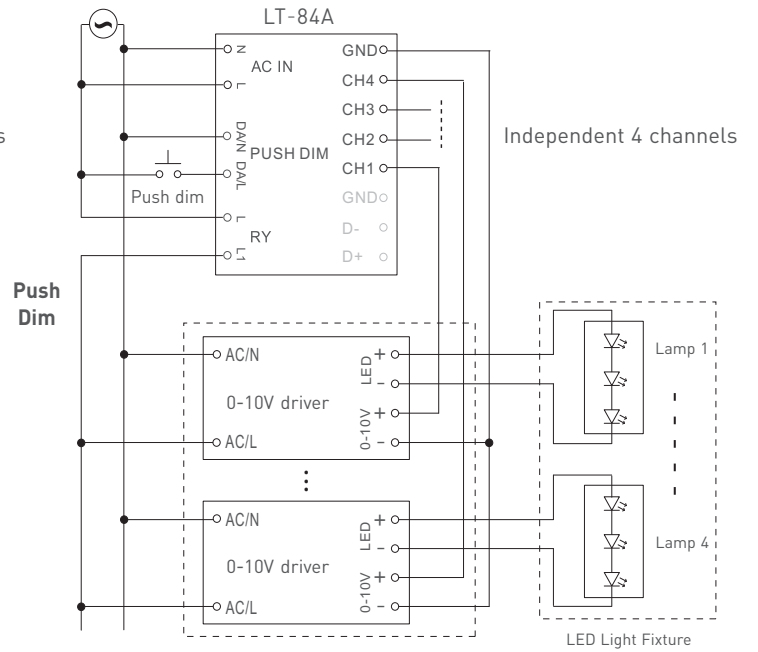 LT-84A
N
AC IN
L
DA/N
PUSH DIM
DA/L
L
RY
L1
GND
CH4
CH3
CH2
CH1
GND
D-
D+
s
Independent 4 channels
Push dim
Push
Dim
AC/N
0-10V driver
AC/L
LED
+
-
0-10V
+
-
Lamp 1
AC/N
0-10V driver
AC/L
LED
+
-
0-10V
+
-
Lamp 4
LED Light Fixture